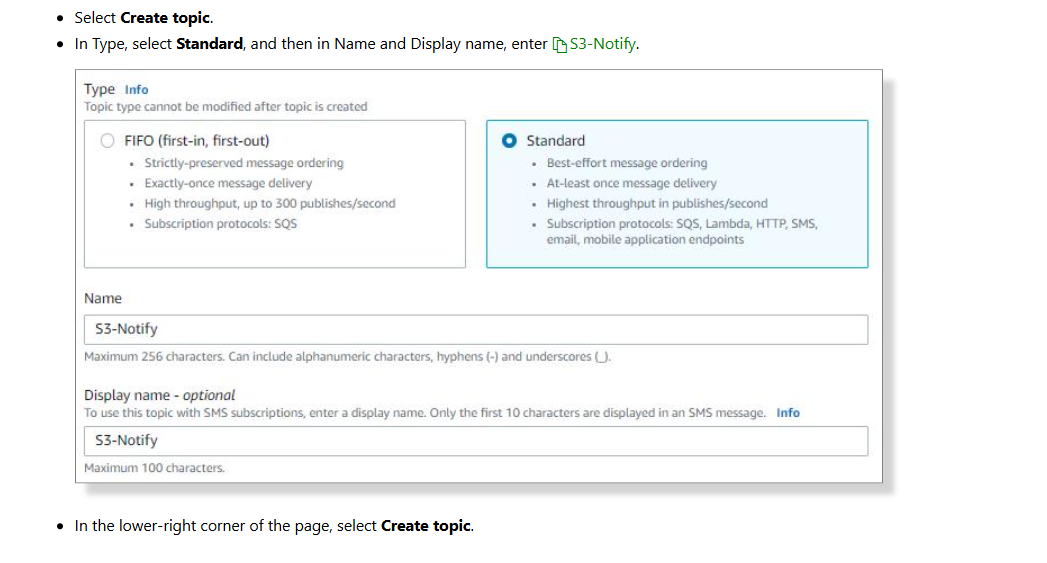 • Select Create topic.
• In Type, select Standard, and then in Name and Display name, enter S3-Notify.
Type Info
Topic type cannot be modified after topic is created
FIFO (first-in, first-out)
• Strictly-preserved message ordering
• Exactly-once message delivery
• High throughput, up to 300 publishes/second
• Subscription protocols: SQS
Standard
• Best-effort message ordering
• At-least once message delivery
• Highest throughput in publishes/second
• Subscription protocols: SQS, Lambda, HTTP, SMS,
email, mobile application endpoints
Name
S3-Notify
Maximum 256 characters. Can include alphanumeric characters, hyphens (-) and underscores (_).
Display name - optional
To use this topic with SMS subscriptions, enter a display name. Only the first 10 characters are displayed in an SMS message. Info
S3-Notify
Maximum 100 characters.
• In the lower-right corner of the page, select Create topic.